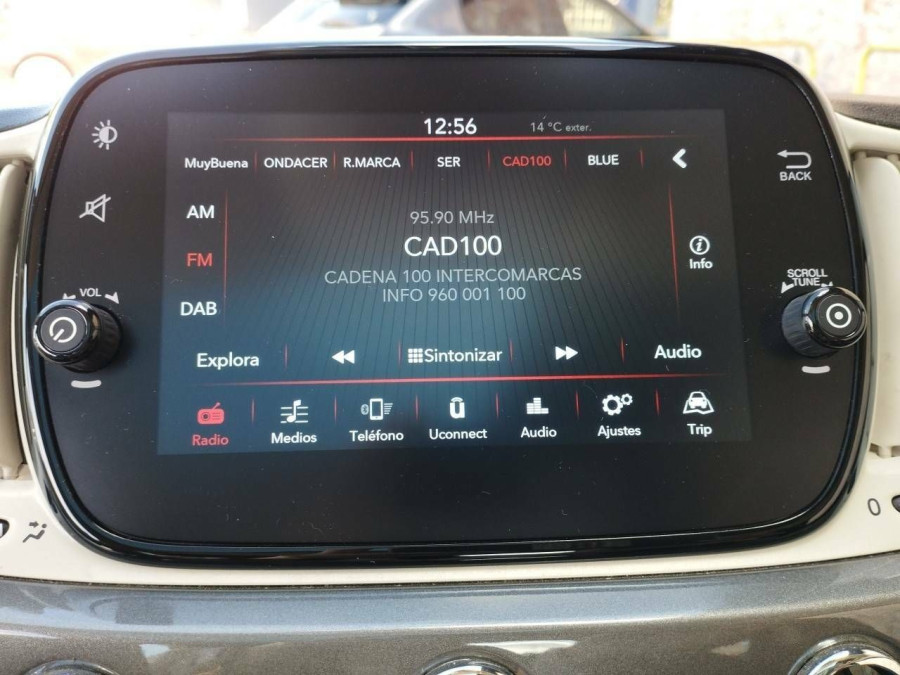 12:56 14 °C exter.
MuyBuena ONDACER R.MARCA SER CAD100 BLUE
BACK
AM
95.90 MHz
CAD100
FM
Info
CADENA 100 INTERCOMARCAS
INFO 960 001 100
VOL
SCROLL
TUNE
DAB
Explora Sintonizar Audio
Radio Medios Teléfono Uconnect Audio Ajustes Trip
0